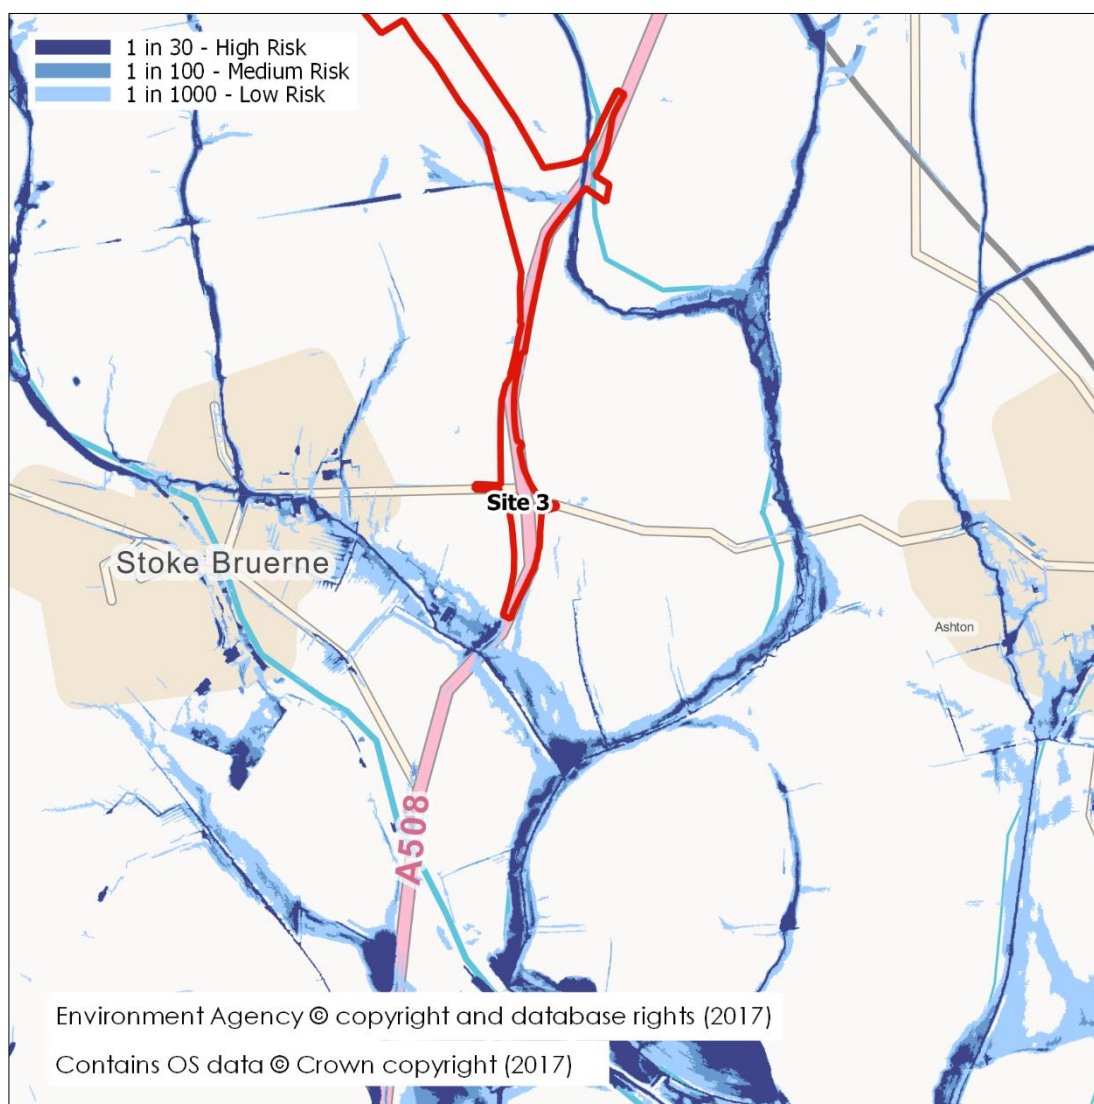 1 in 30 - High Risk
1 in 100 - Medium Risk
1 in 1000 - Low Risk
Site 3
Stoke Bruerne
Ashton
A508
Environment Agency © copyright and database rights (2017)
Contains OS data © Crown copyright (2017)